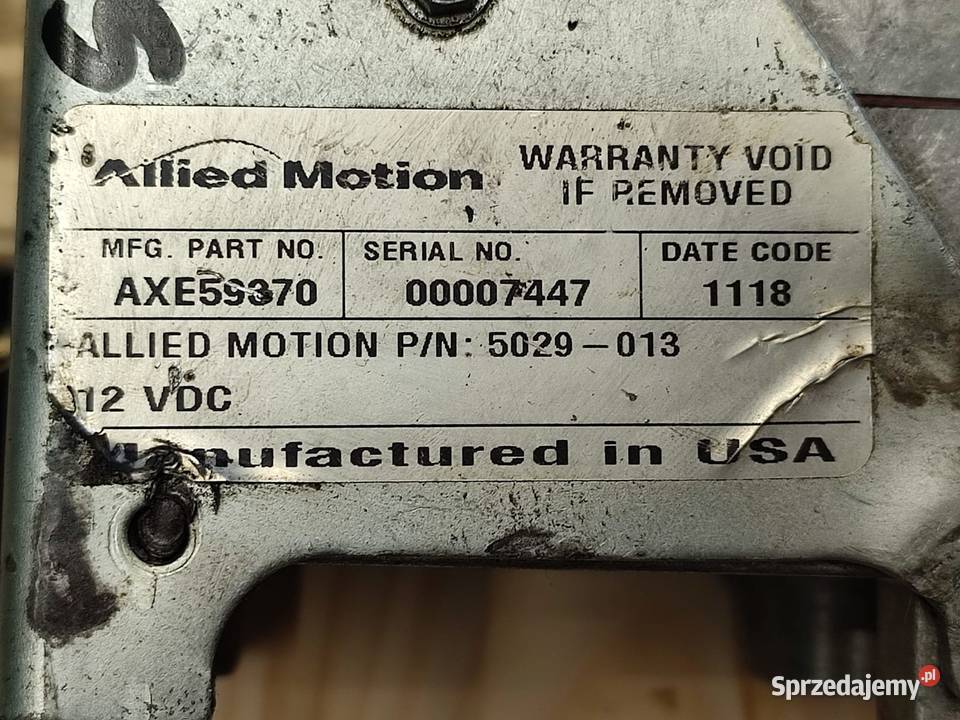 S
Allied Motion
WARRANTY VOID
IF REMOVED
MFG. PART NO.
SERIAL NO.
DATE CODE
AXE59370
00007447
1118
ALLIED MOTION P/N: 5029-013
12 VDC
Manufactured in USA
Sprzedajemy.pl